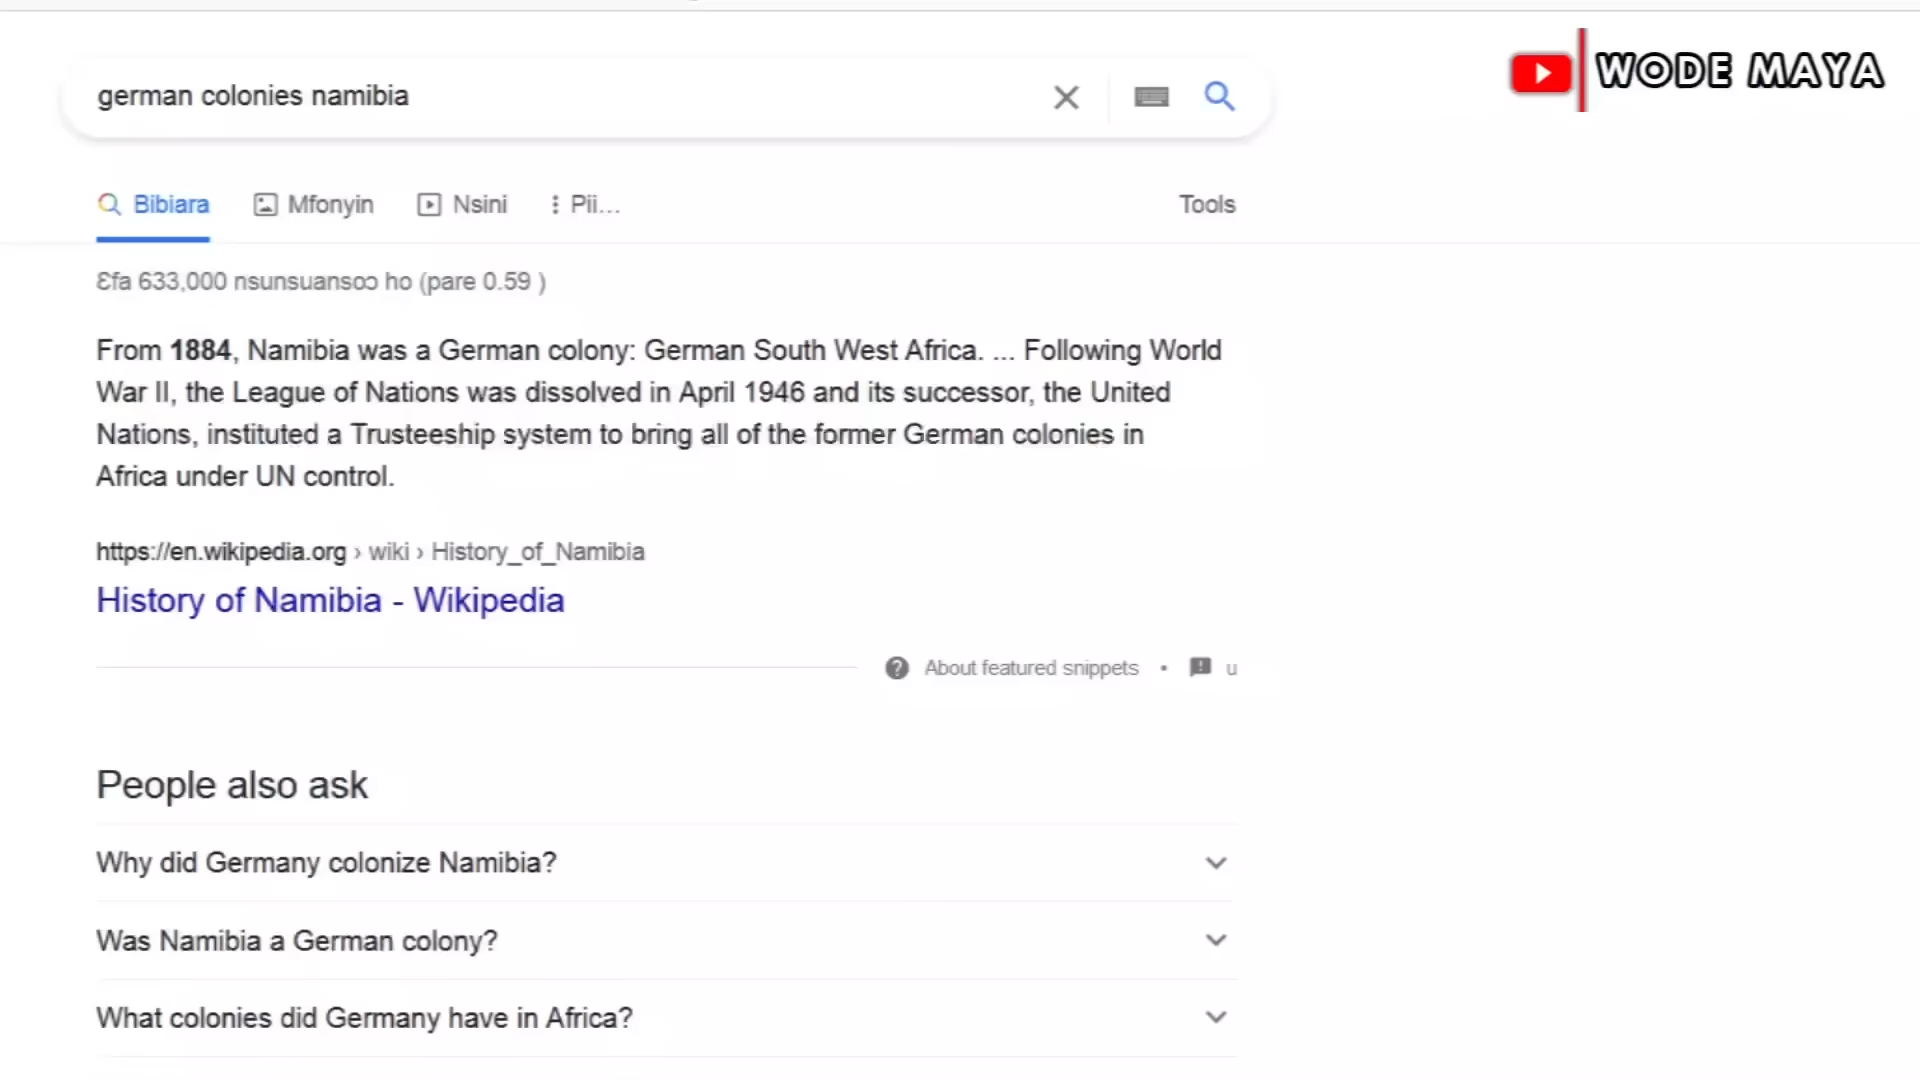 WODE MAYA
german colonies namibia
Bibiara Mfonyin Nsini Pii... Tools
Ɛfa 633,000 nsunsuansoɔ ho (pare 0.59 )
From 1884, Namibia was a German colony: German South West Africa. ... Following World
War II, the League of Nations was dissolved in April 1946 and its successor, the United
Nations, instituted a Trusteeship system to bring all of the former German colonies in
Africa under UN control.
https://en.wikipedia.org › wiki › History_of_Namibia
History of Namibia - Wikipedia
About featured snippets • u
People also ask
Why did Germany colonize Namibia?
Was Namibia a German colony?
What colonies did Germany have in Africa?